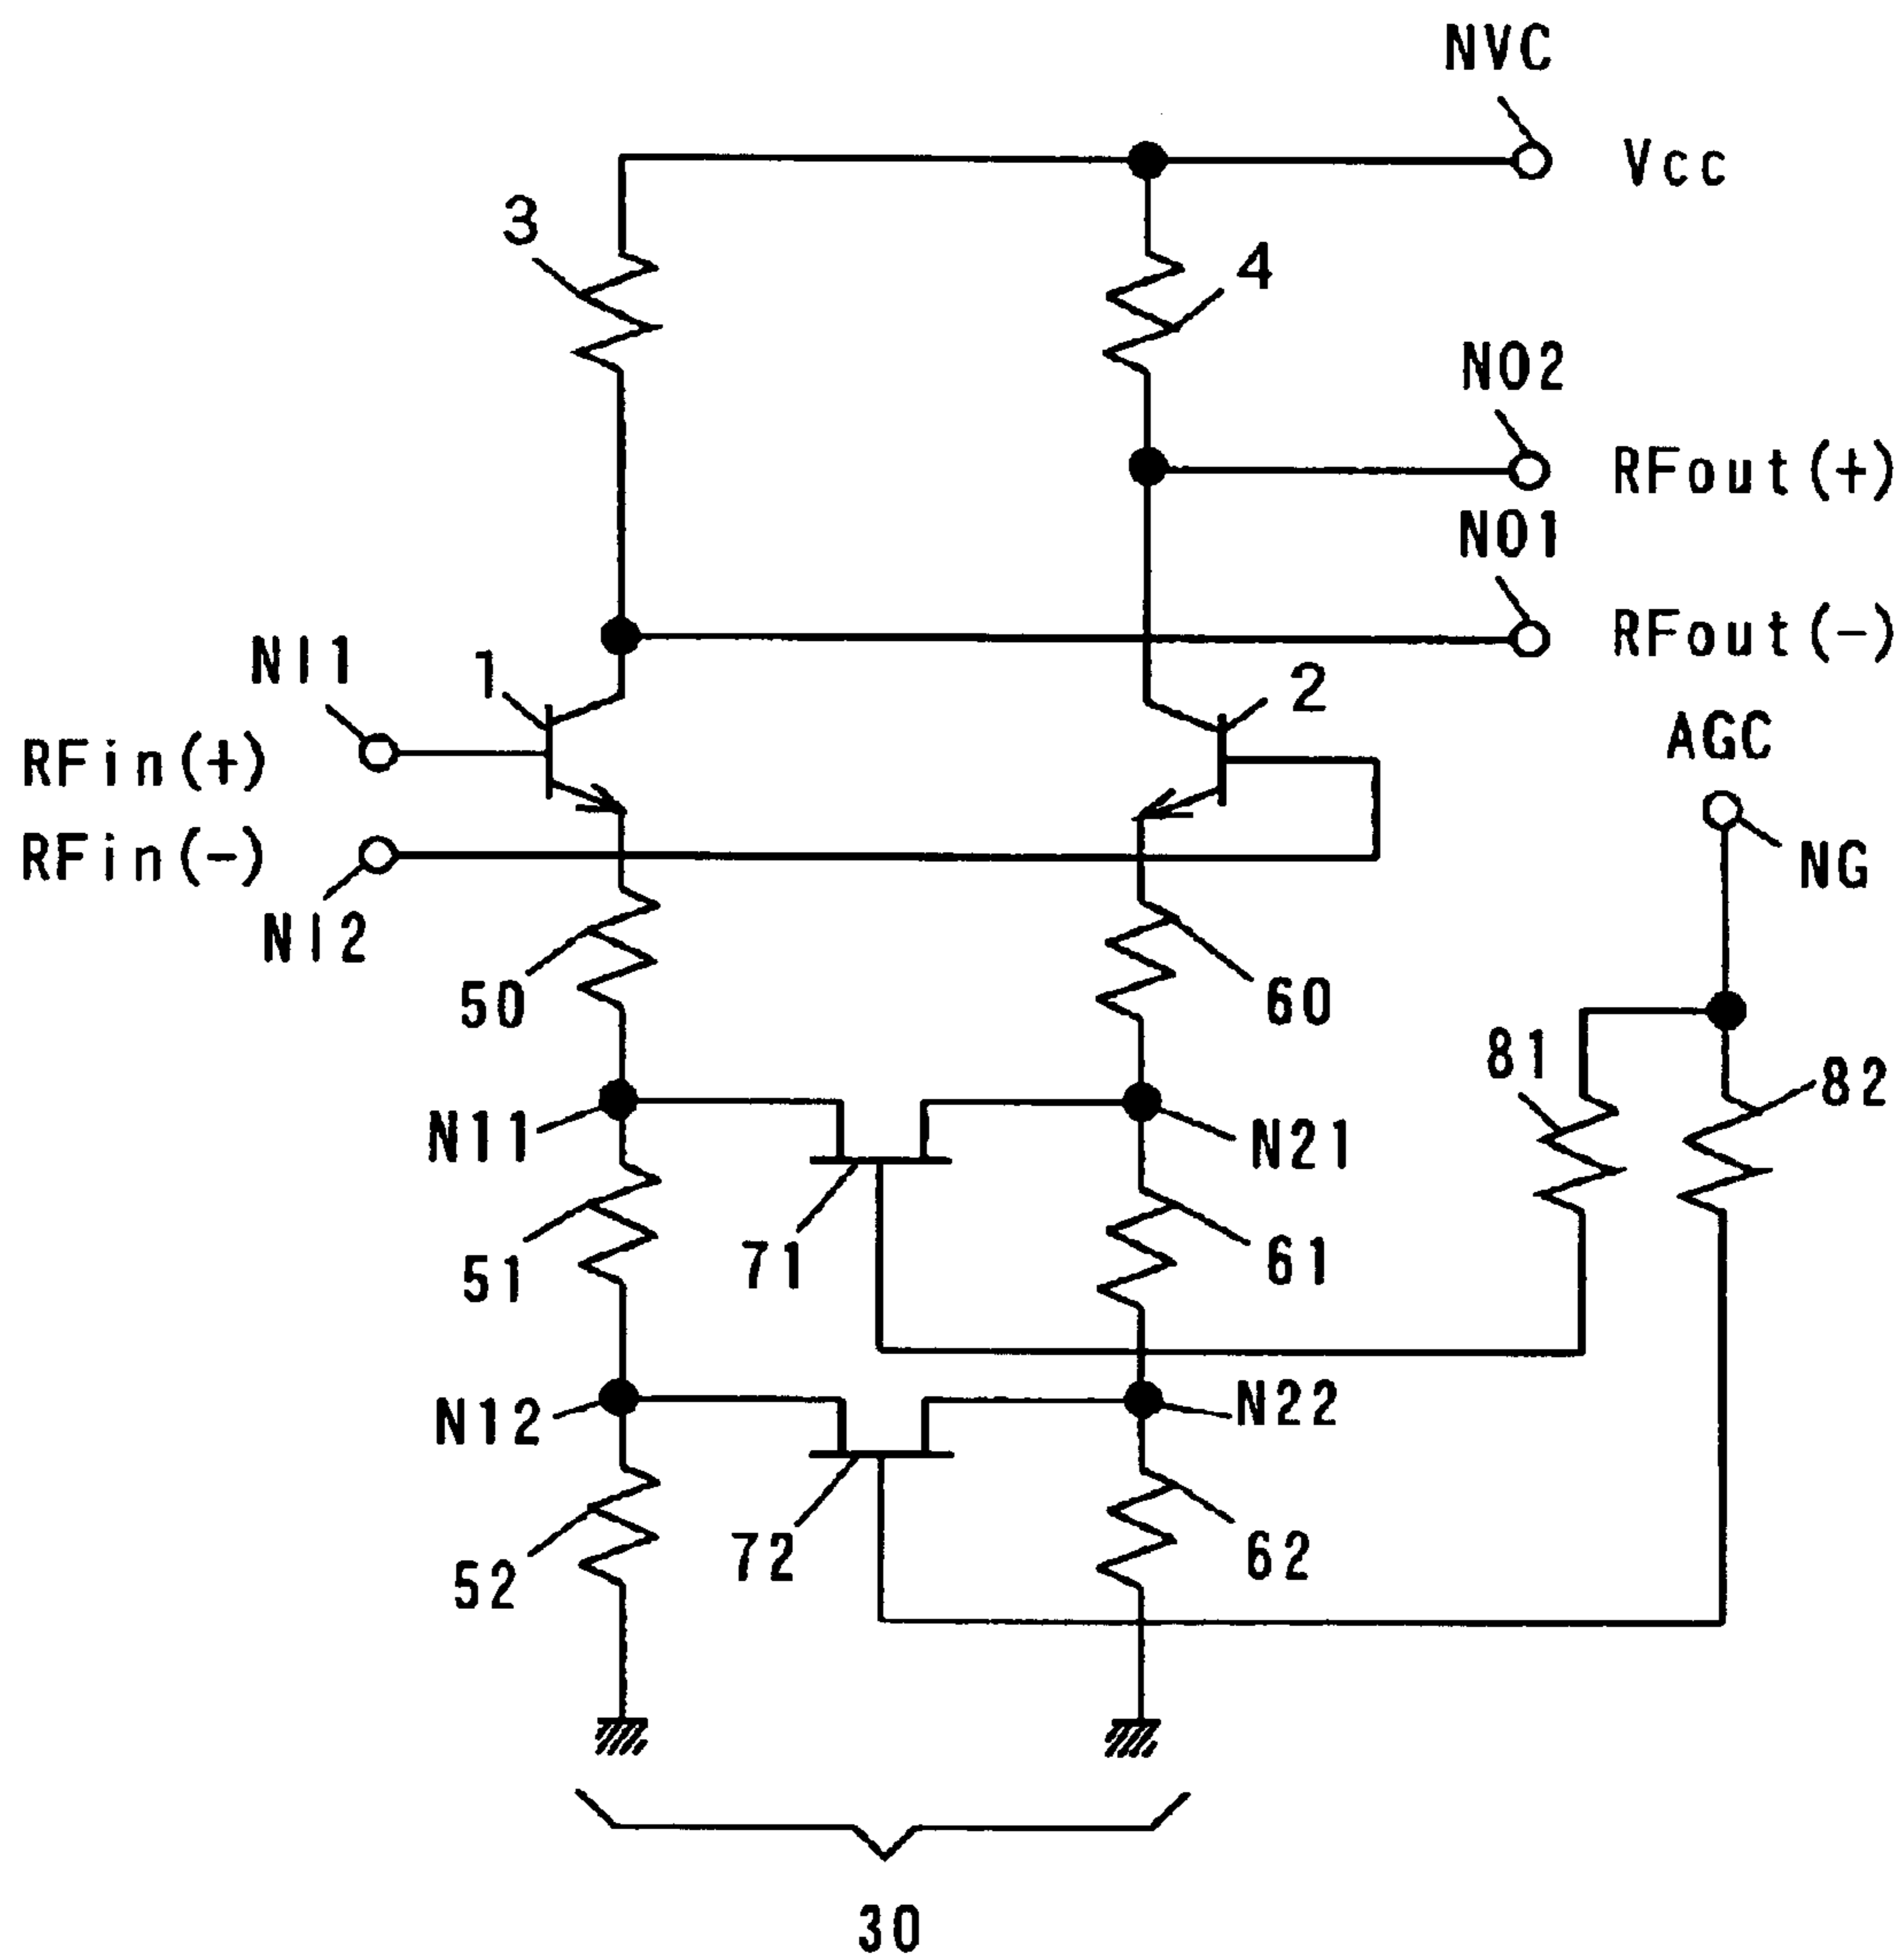 NVC
Vcc
3
4
NO2
RFout(+)
NO1
RFout(-)
NI1
1
2
AGC
RFin(+)
RFin(-)
NG
NI2
50
60
81
82
N11
N21
51
71
61
N12
N22
52
72
62
30